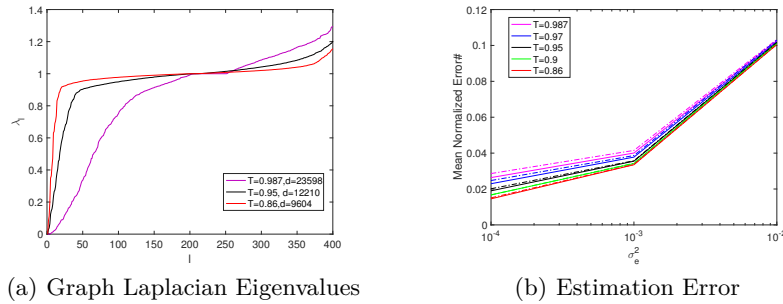 1.4
1.2
1
0.8
0.6
0.4
0.2
0
λl
T=0.987,d=23598
T=0.95, d=12210
T=0.86,d=9604
0 50 100 150 200 250 300 350 400
l
(a) Graph Laplacian Eigenvalues
0.12
0.1
0.08
0.06
0.04
0.02
0
Mean Normalized Error#
T=0.987
T=0.97
T=0.95
T=0.9
T=0.86
10-4 10-3
σe2
(b) Estimation Error